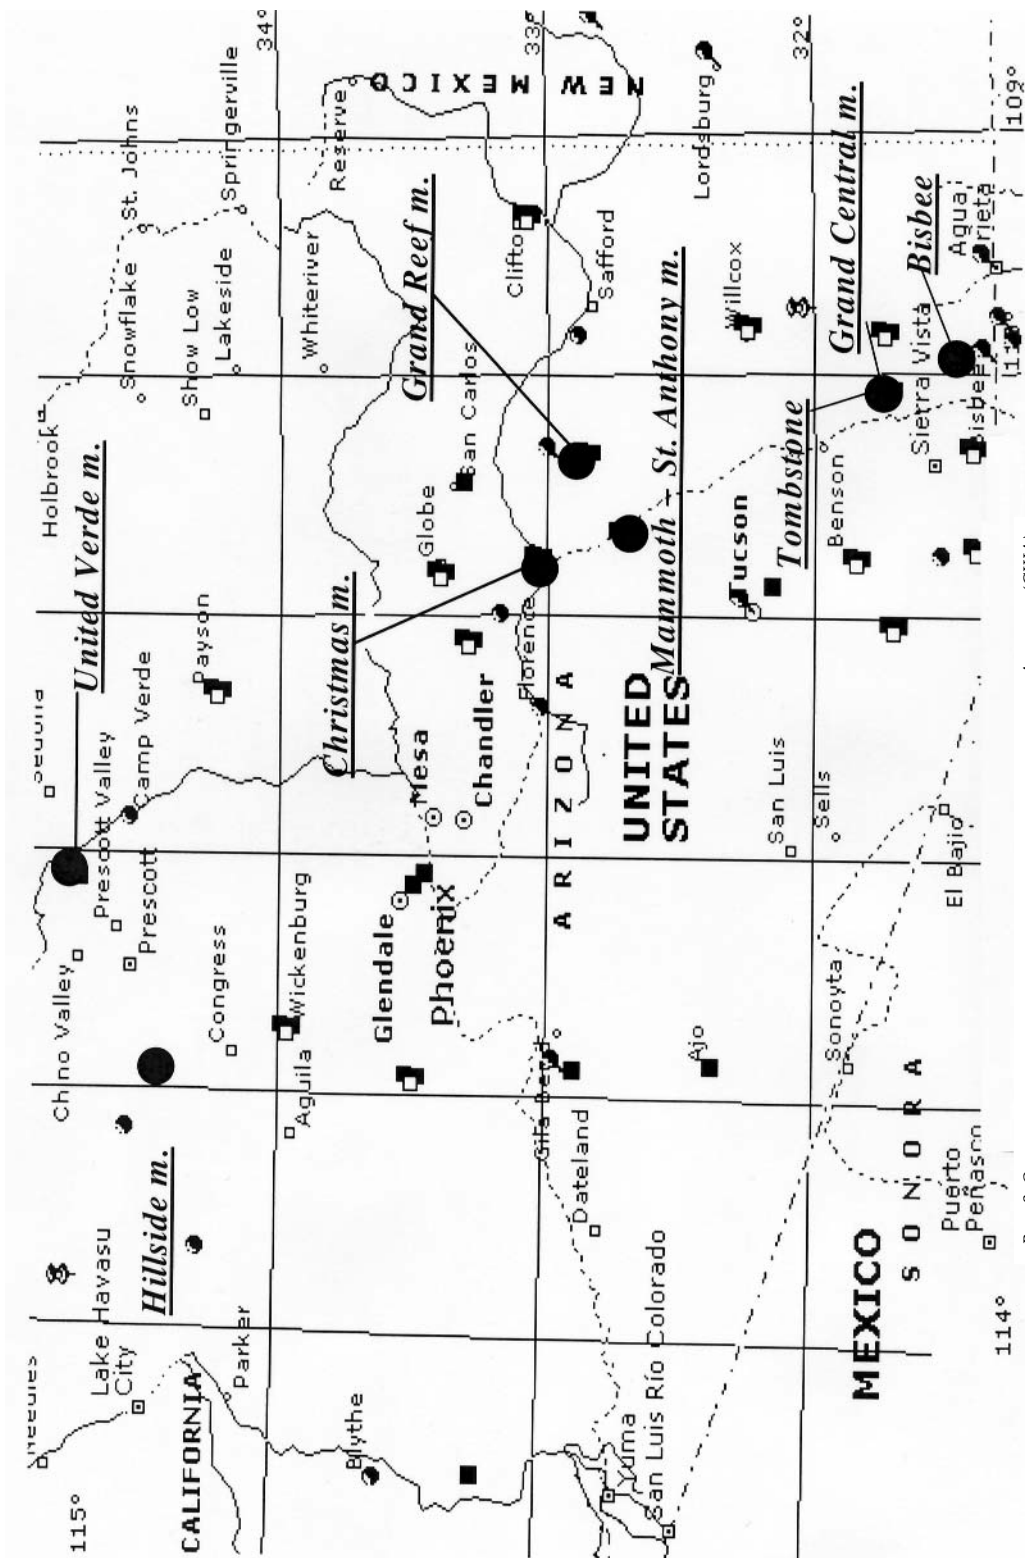 34°
33°
32°
109°
115°
114°
NEW MEXICO
St. Johns
Springerville
Reserve
Lordsburg
Grand Central m.
Bisbee
Agua
Prieta
Snowflake
Show Low
Lakeside
Whiteriver
Grand Reef m.
Safford
Willcox
Holbrook
United Verde m.
San Carlos
Globe
Mammoth – St. Anthony m.
Tombstone
Sierra Vista
Bisbee
Benson
Tucson
Payson
Christmas m.
Florence
Camp Verde
Prescott Valley
Prescott
Mesa
Chandler
ARIZONA
UNITED
STATES
San Luis
Sells
El Bajio
Chino Valley
Congress
Wickenburg
Aguila
Glendale
Phoenix
Gila Bend
Ajo
Sonoyta
SONORA
Dateland
Puerto
Peñasco
MEXICO
Hillside m.
Lake Havasu
City
Parker
CALIFORNIA
Blythe
Yuma
San Luis Río Colorado